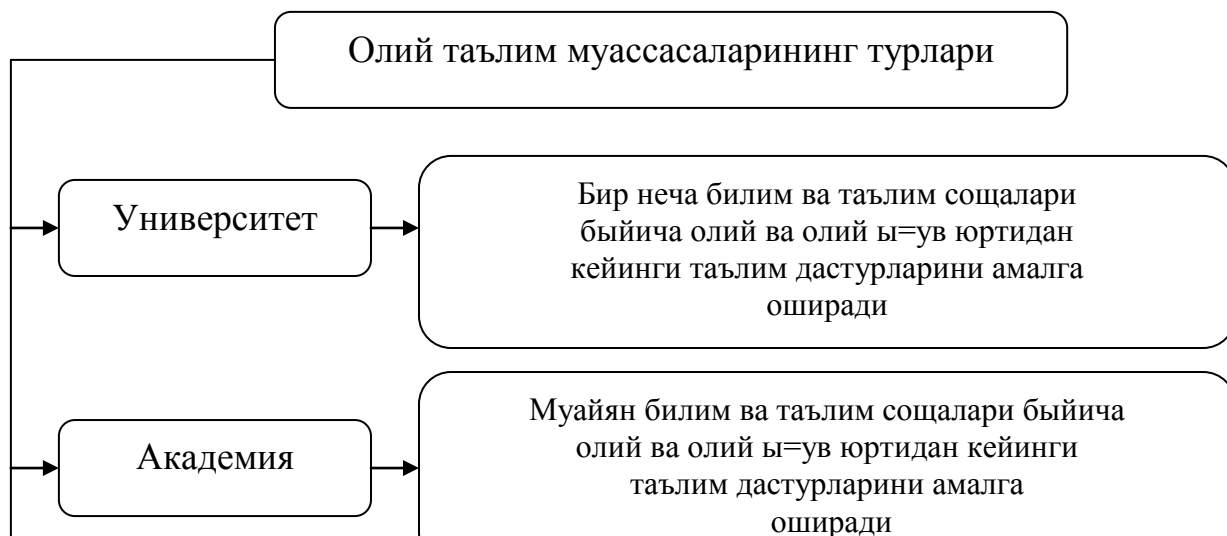 Олий таълим муассасаларининг турлари
Университет
Бир неча билим ва таълим сощалари
быйича олий ва олий ы=ув юртидан
кейинги таълим дастурларини амалга
оширади
Академия
Муайян билим ва таълим сощалари быйича
олий ва олий ы=ув юртидан кейинги
таълим дастурларини амалга
оширади